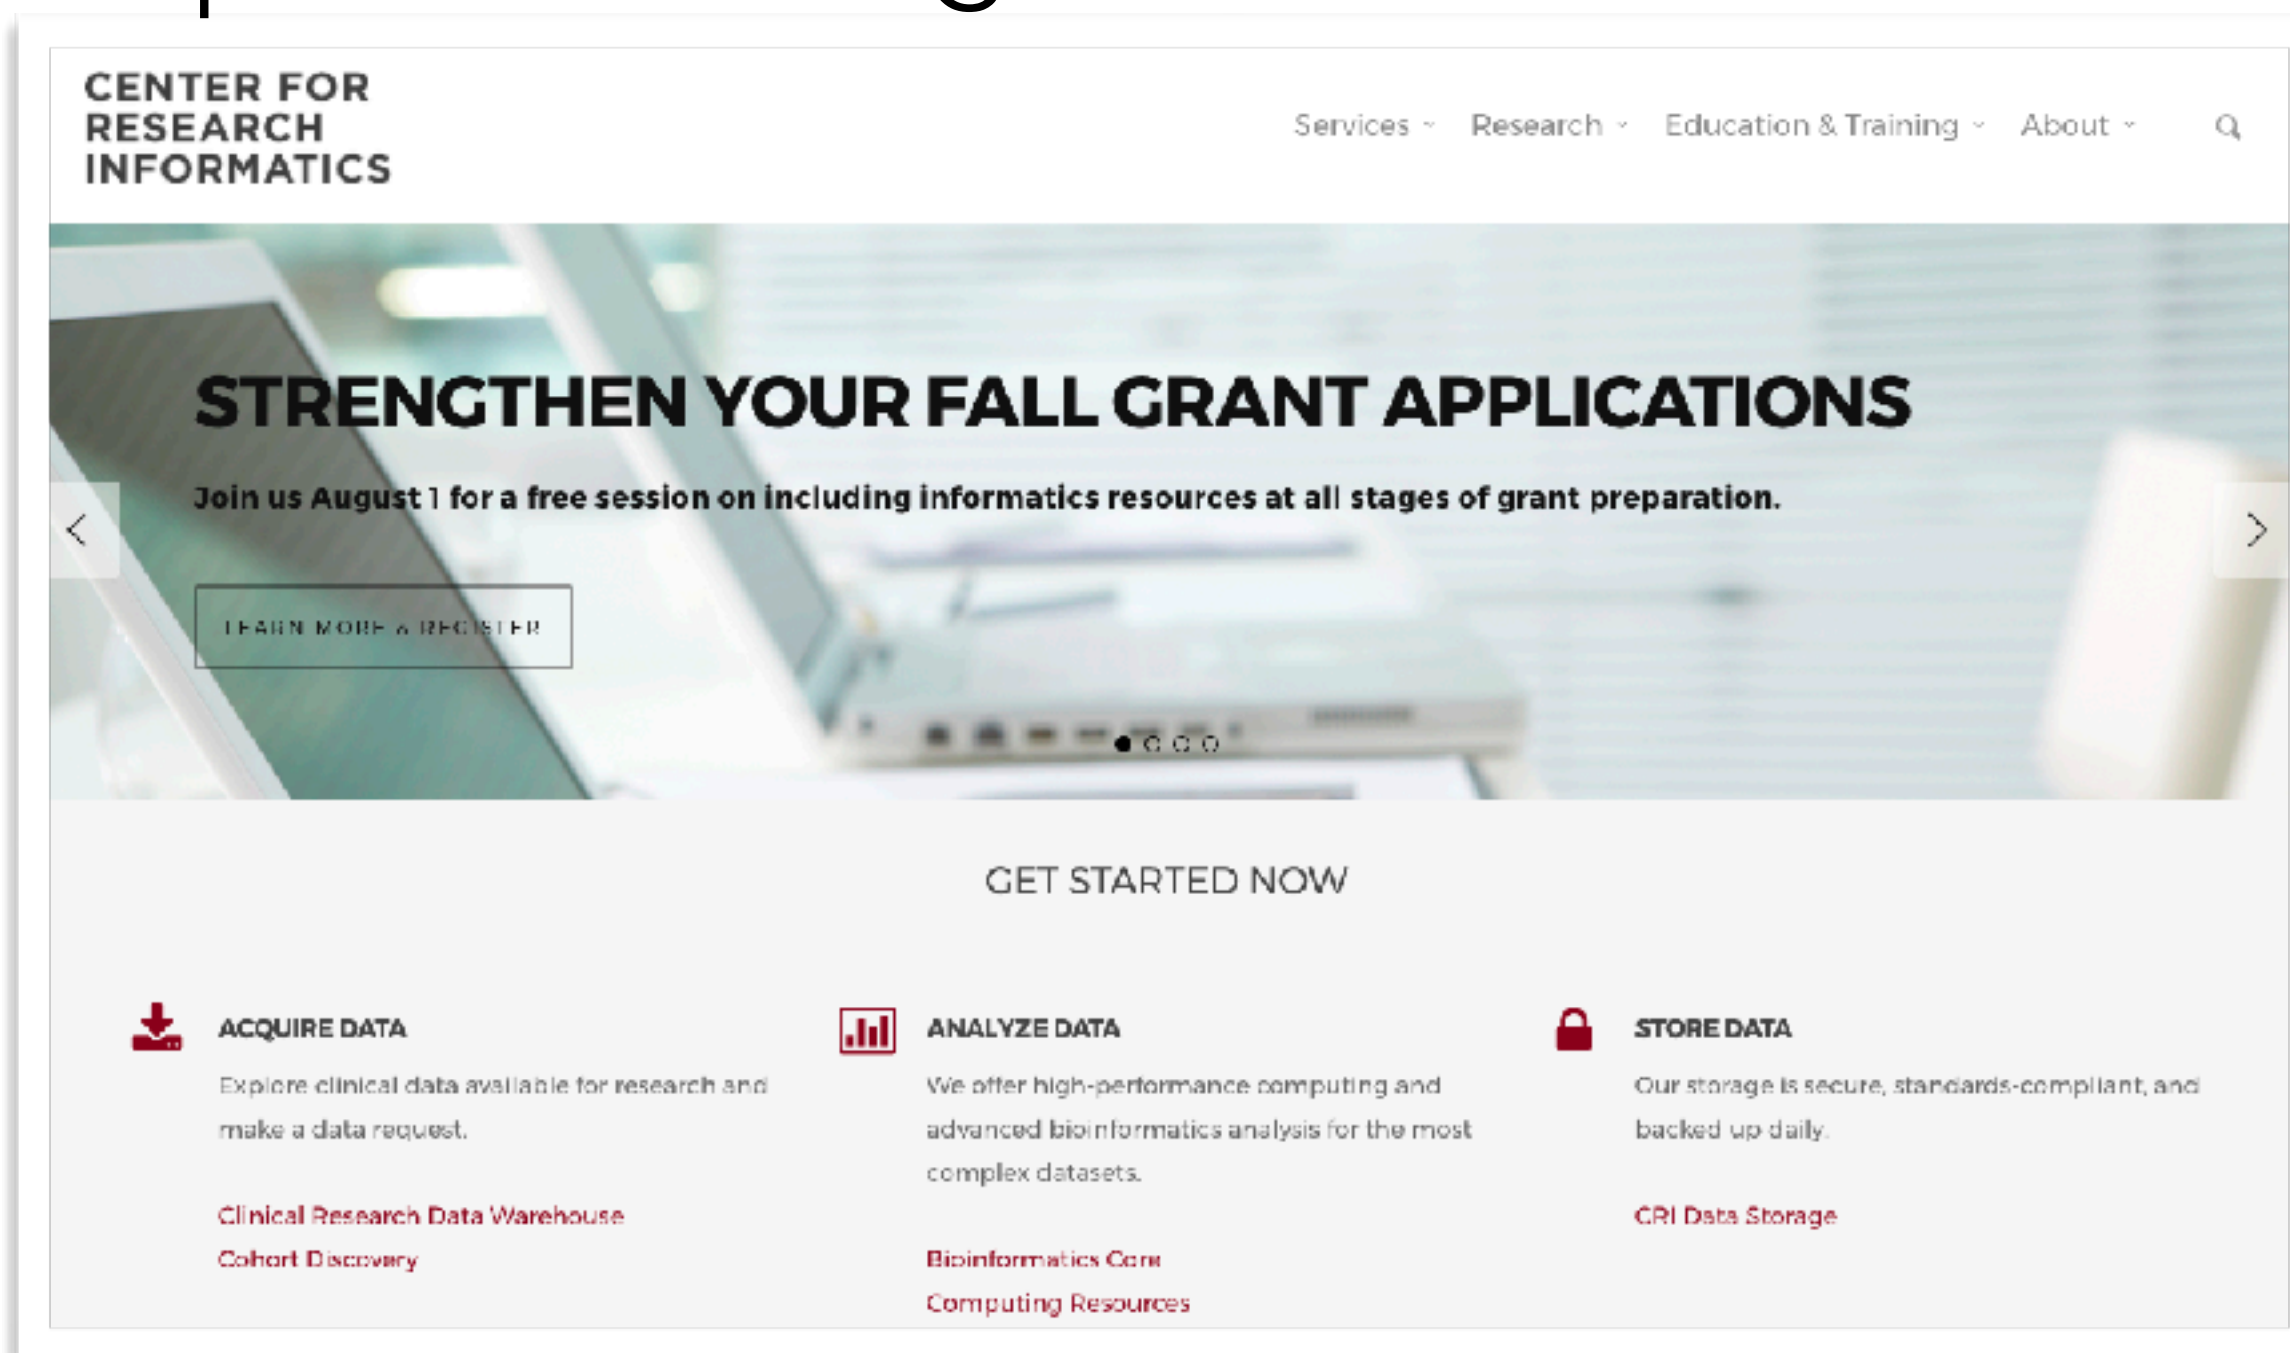 CENTER FOR
RESEARCH
INFORMATICS
Services
Research
Education & Training
About
STRENGTHEN YOUR FALL GRANT APPLICATIONS
Join us August 1 for a free session on including informatics resources at all stages of grant preparation.
LEARN MORE & REGISTER
GET STARTED NOW
ACQUIRE DATA
Explore clinical data available for research and
make a data request.
Clinical Research Data Warehouse
Cohort Discovery
ANALYZE DATA
We offer high-performance computing and
advanced bioinformatics analysis for the most
complex datasets.
Bioinformatics Core
Computing Resources
STORE DATA
Our storage is secure, standards-compliant, and
backed up daily.
CRI Data Storage